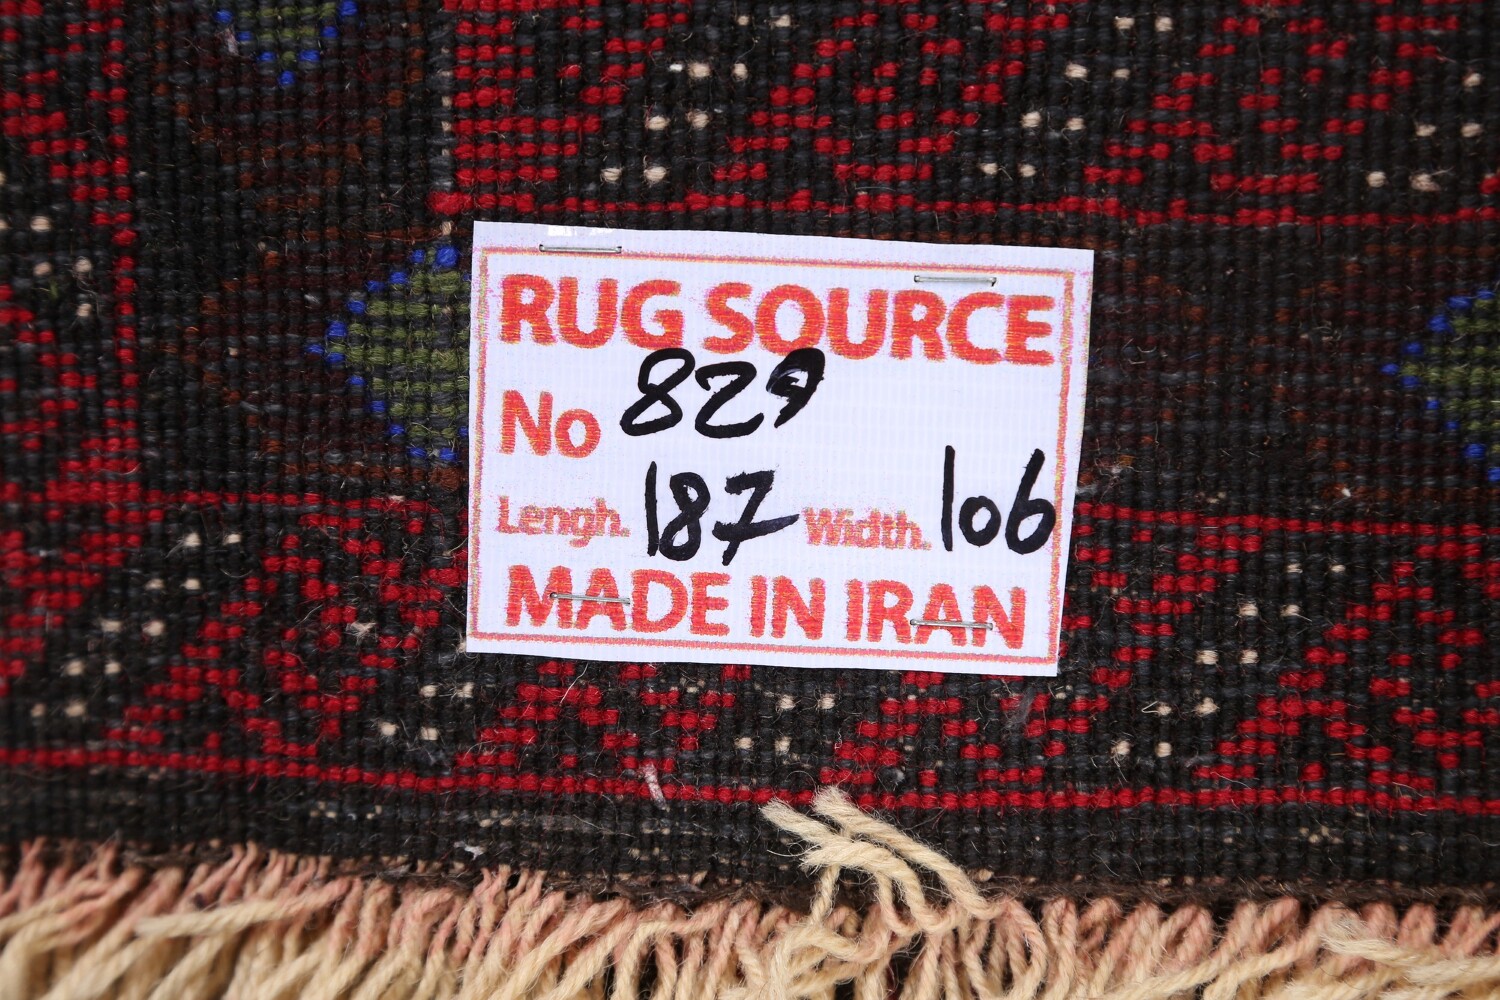 RUG SOURCE
No 829
Lengh. 187 Width. 106
MADE IN IRAN